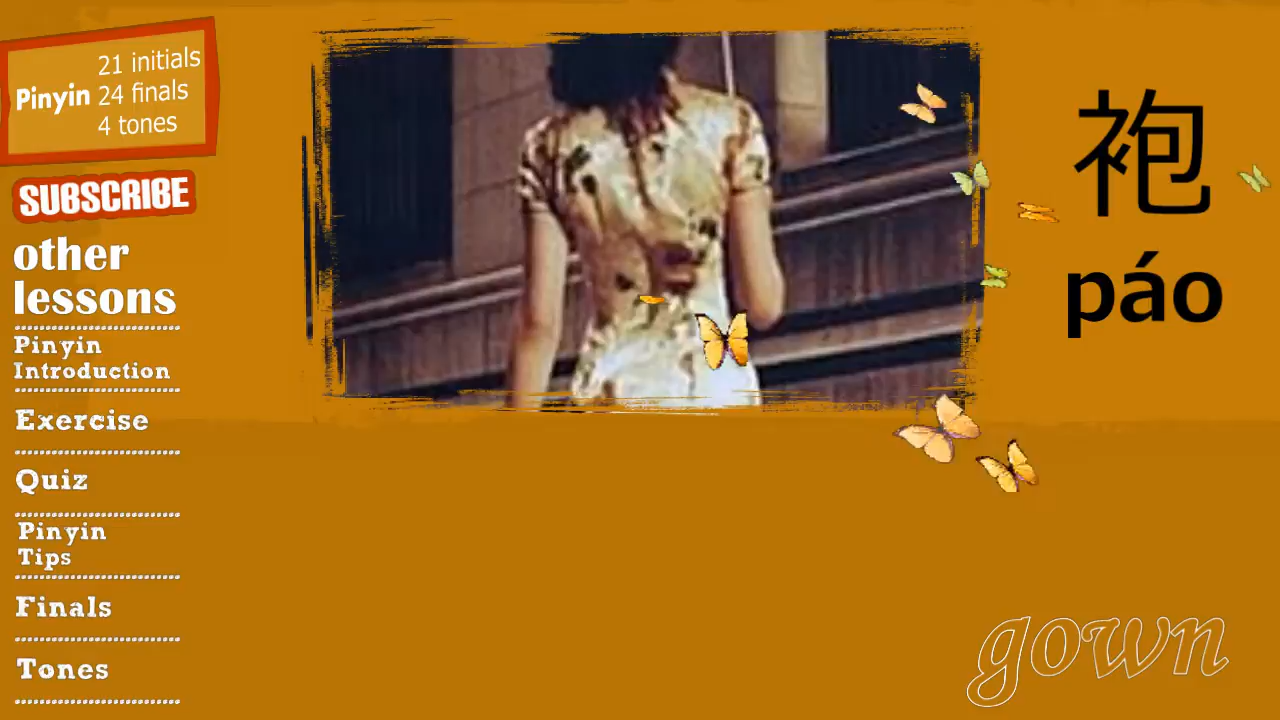 21 initials
Pinyin 24 finals
4 tones
SUBSCRIBE
other
lessons
Pinyin
Introduction
Exercise
Quiz
Pinyin
Tips
Finals
Tones
袍
páo
gown